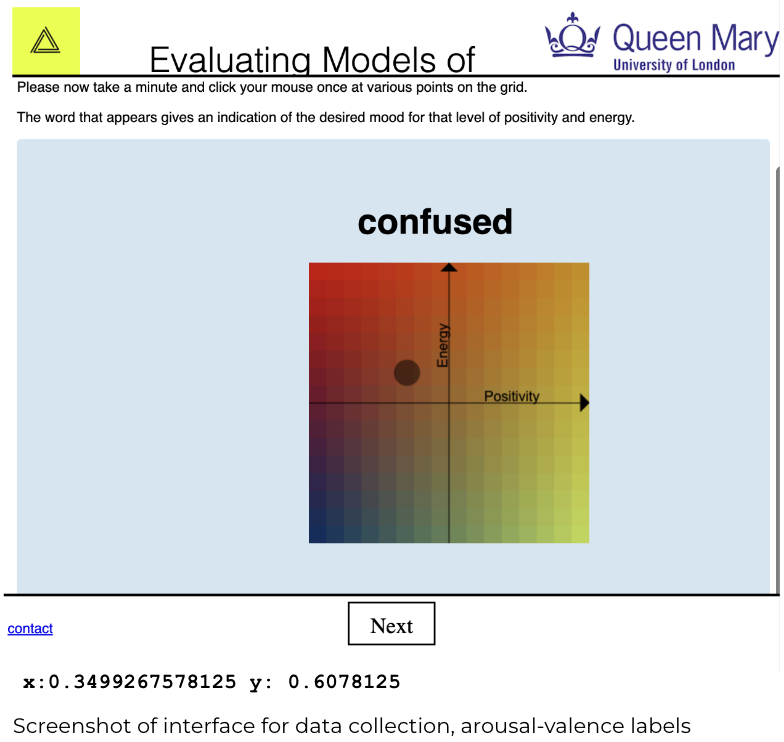 Evaluating Models of
Queen Mary
University of London
Please now take a minute and click your mouse once at various points on the grid.
The word that appears gives an indication of the desired mood for that level of positivity and energy.
confused
Energy
Positivity
contact
Next
x:0.3499267578125 y: 0.6078125
Screenshot of interface for data collection, arousal-valence labels